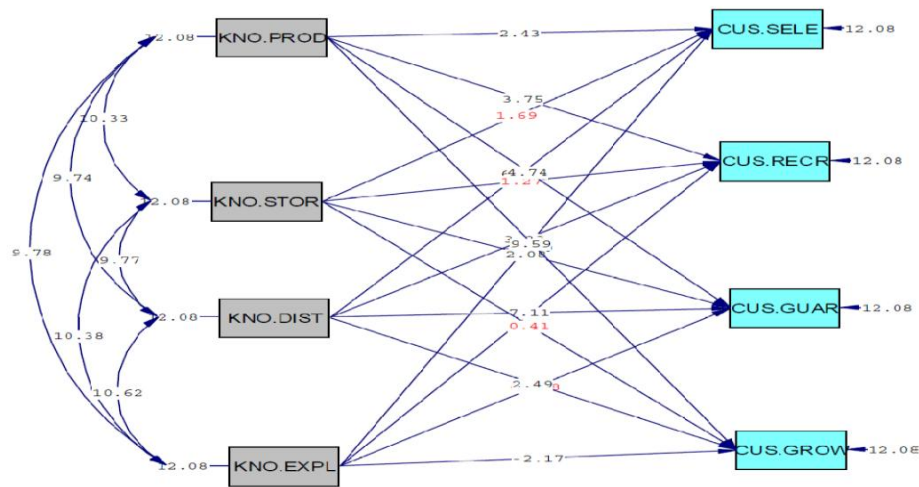 CUS.SELE
12.08
12.08
KNO.PROD
2.43
3.75
1.69
10.33
CUS.RECR
12.08
9.74
4.74
12.08
KNO.STOR
9.59
9.78
9.77
2.08
CUS.GUAR
12.08
KNO.DIST
7.11
0.41
10.38
10.62
2.49
CUS.GROW
12.08
12.08
KNO.EXPL
-2.17